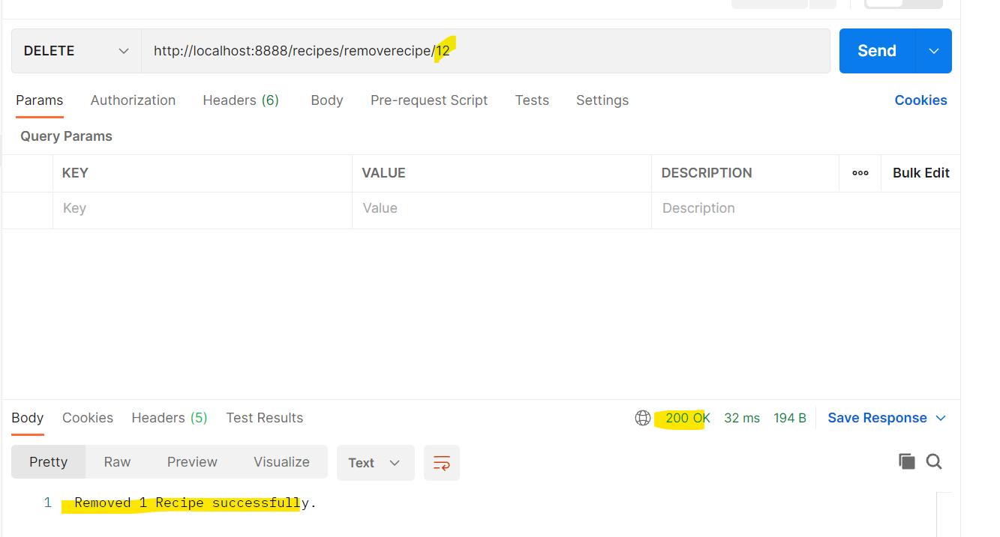 DELETE http://localhost:8888/recipes/removerecipe/12 Send
Params Authorization Headers (6) Body Pre-request Script Tests Settings Cookies
Query Params
KEY VALUE DESCRIPTION Bulk Edit
Key Value Description
Body Cookies Headers (5) Test Results 200 OK 32 ms 194 B Save Response
Pretty Raw Preview Visualize Text
1 Removed 1 Recipe successfully.